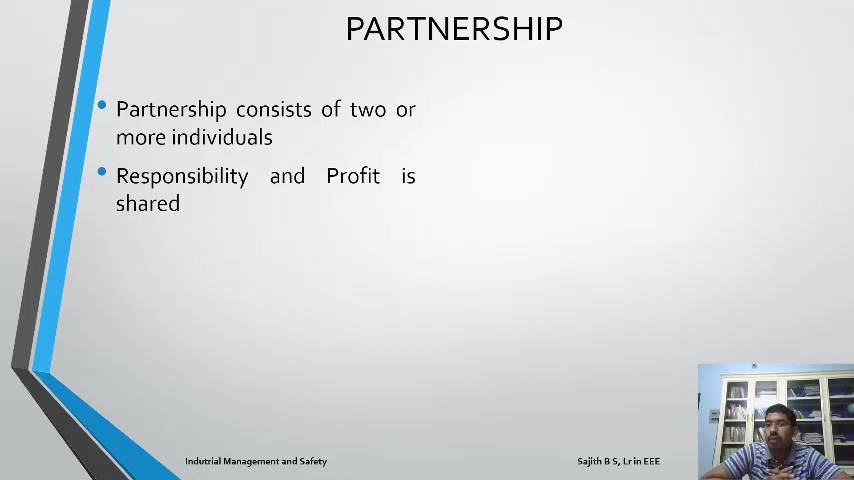 PARTNERSHIP
• Partnership consists of two or
more individuals
• Responsibility and Profit is
shared
Indutrial Management and Safety
Sajith B S, Lr in EEE